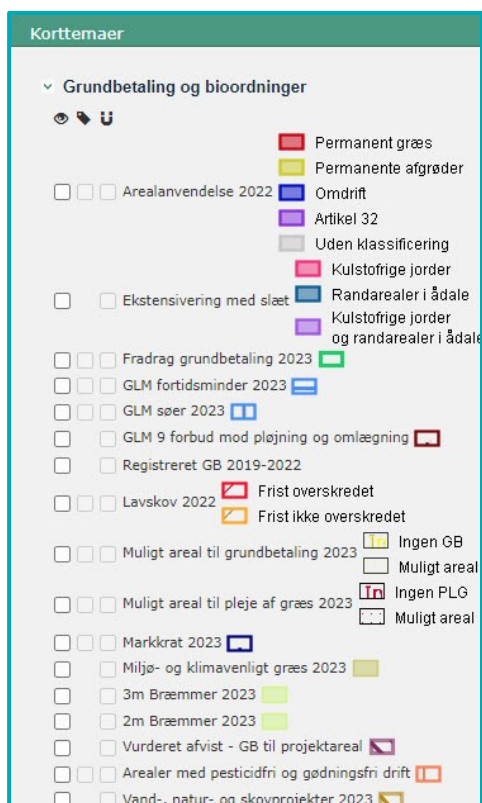 Korttemaer
Grundbetaling og bioordninger
Permanent græs
Permanente afgrøder
Arealanvendelse 2022
Omdrift
Artikel 32
Uden klassificering
Kulstofrige jorder
Ekstensivering med slæt
Randarealer i ådale
Kulstofrige jorder
og randarealer i ådale
Fradrag grundbetaling 2023
GLM fortidsminder 2023
GLM søer 2023
GLM 9 forbud mod pløjning og omlægning
Registreret GB 2019-2022
Lavskov 2022
Frist overskredet
Frist ikke overskredet
Muligt areal til grundbetaling 2023
In Ingen GB
Muligt areal
Muligt areal til pleje af græs 2023
In Ingen PLG
Muligt areal
Markkrat 2023
Miljø- og klimavenligt græs 2023
3m Bræmmer 2023
2m Bræmmer 2023
Vurderet afvist - GB til projektareal
Arealer med pesticidfri og gødningsfri drift
Vand-, natur- og skovprojekter 2023